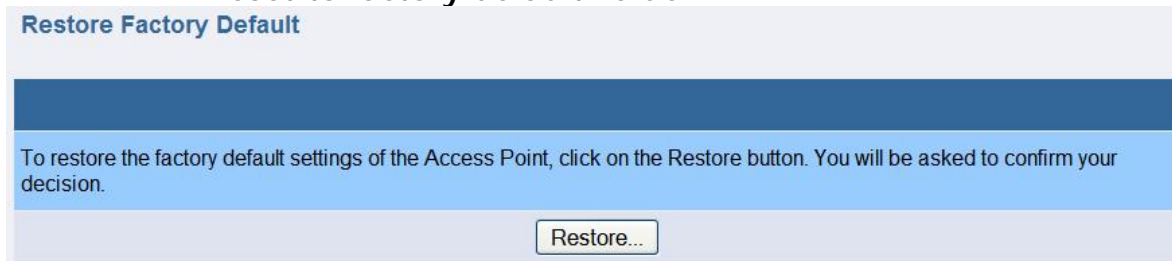 Restore Factory Default
To restore the factory default settings of the Access Point, click on the Restore button. You will be asked to confirm your
decision.
Restore...